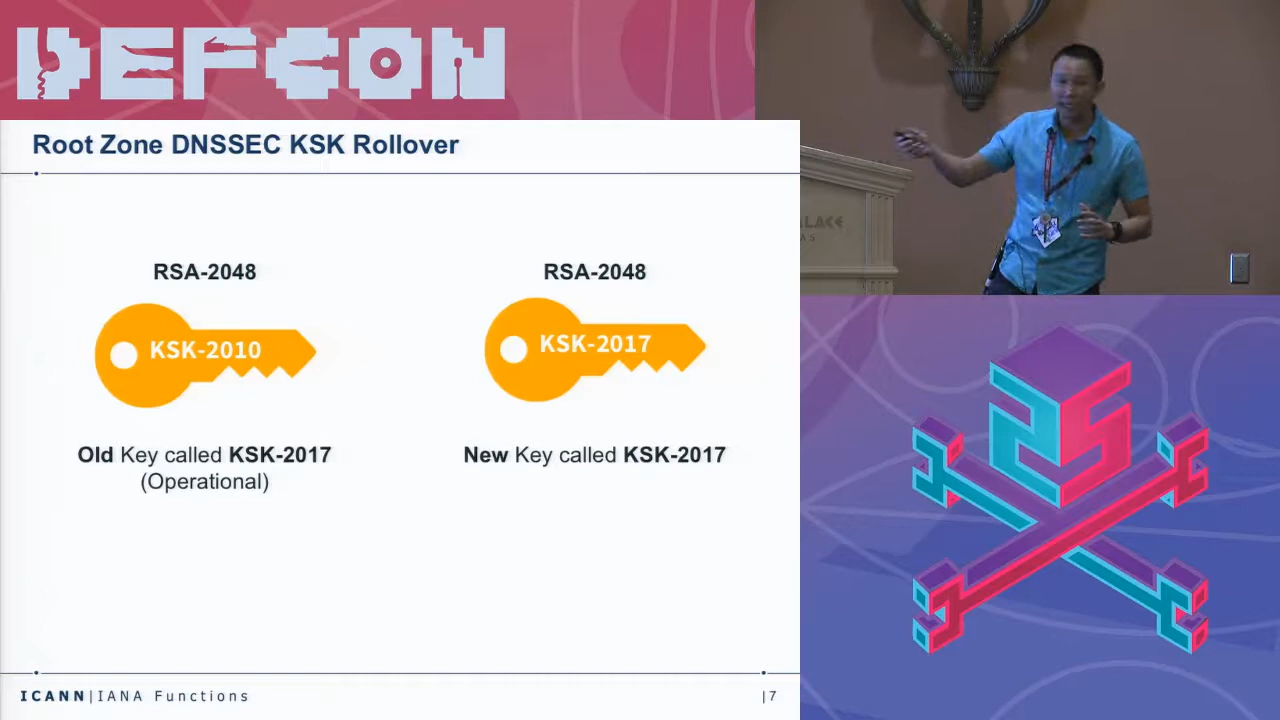 DEFCON
Root Zone DNSSEC KSK Rollover
RSA-2048
KSK-2010
Old Key called KSK-2017
(Operational)
RSA-2048
KSK-2017
New Key called KSK-2017
ICANN|IANA Functions
|7
25